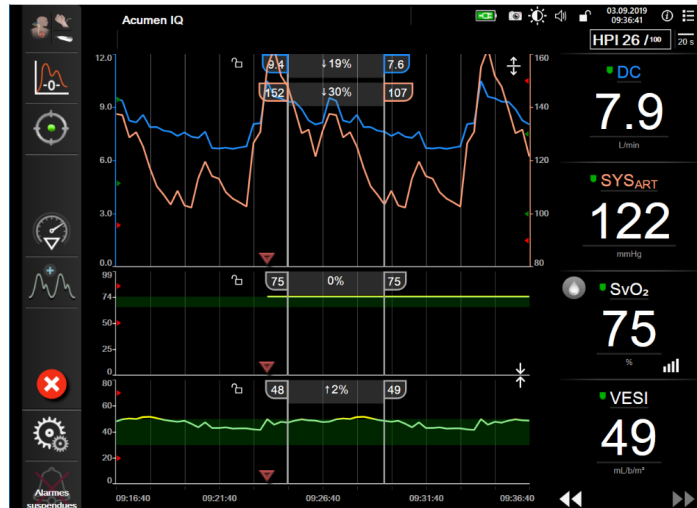 Acumen IQ
03.09.2019
09:36:41
HPI 26 /100
20 s
-0-
12.0
9.0
6.0
3.0
0.0
9.4 ↓19% 7.6
152 ↓30% 107
160
140
120
100
80
DC
7.9
L/min
SYSART
122
mmHg
99
74
50
25
0
75 0% 75
SvO₂
75
%
80
60
40
20
0
48 ↑2% 49
VESI
49
mL/b/m²
09:16:40 09:21:40 09:26:40 09:31:40 09:36:40
Alarmes
suspendues